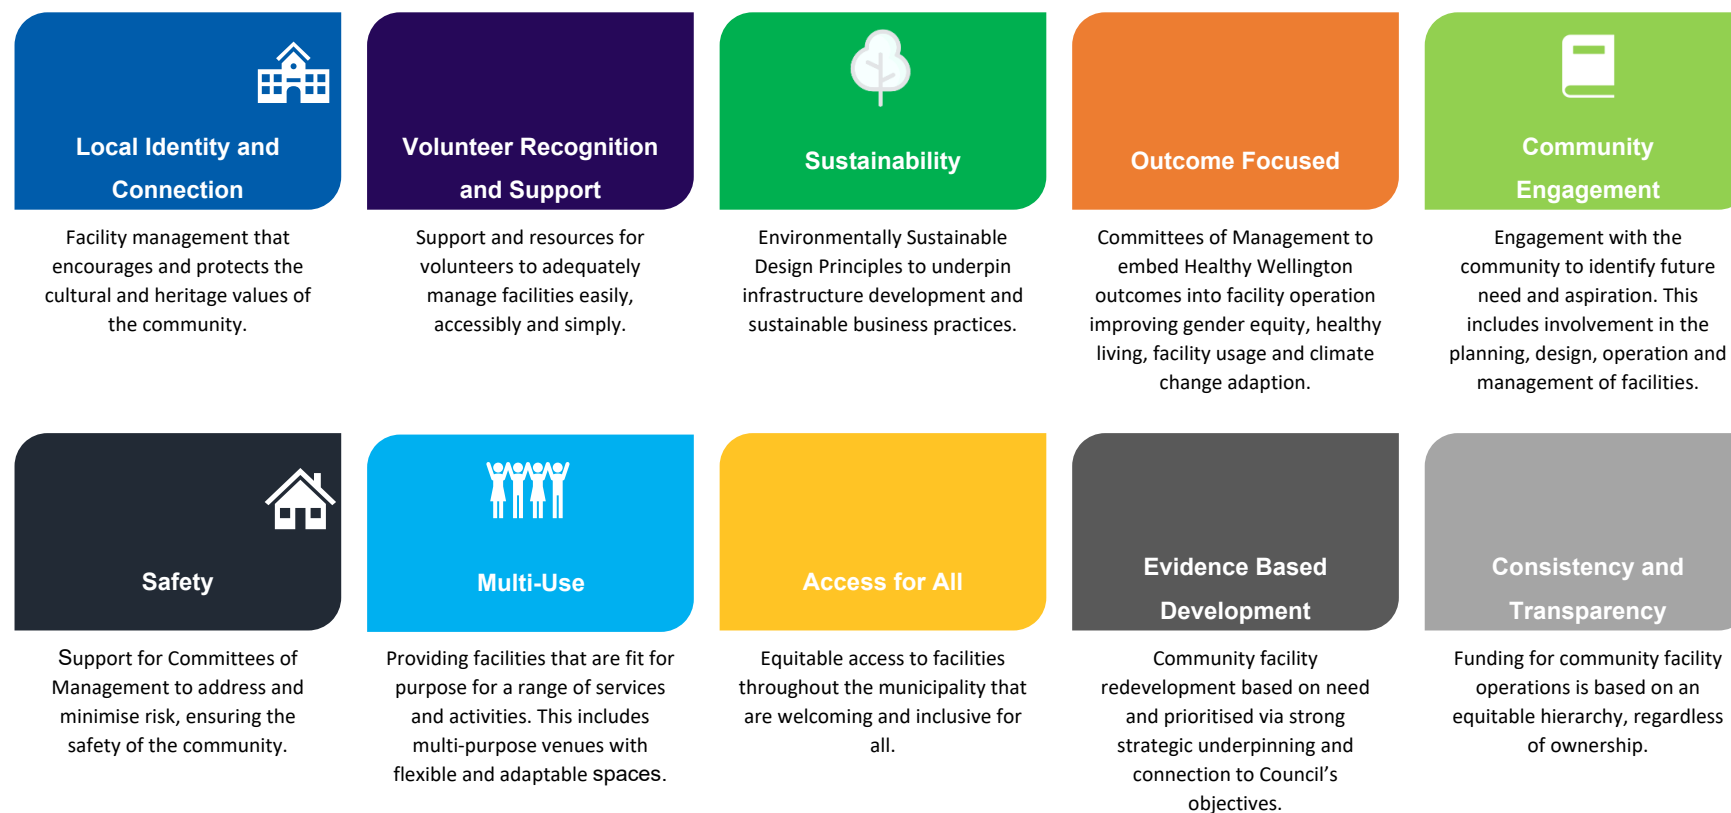 Local Identity and
Connection
Facility management that
encourages and protects the
cultural and heritage values of
the community.
Volunteer Recognition
and Support
Support and resources for
volunteers to adequately
manage facilities easily,
accessibly and simply.
Sustainability
Environmentally Sustainable
Design Principles to underpin
infrastructure development and
sustainable business practices.
Outcome Focused
Committees of Management to
embed Healthy Wellington
outcomes into facility operation
improving gender equity, healthy
living, facility usage and climate
change adaption.
Community
Engagement
Engagement with the
community to identify future
need and aspiration. This
includes involvement in the
planning, design, operation and
management of facilities.
Safety
Support for Committees of
Management to address and
minimise risk, ensuring the
safety of the community.
Multi-Use
Providing facilities that are fit for
purpose for a range of services
and activities. This includes
multi-purpose venues with
flexible and adaptable spaces.
Access for All
Equitable access to facilities
throughout the municipality that
are welcoming and inclusive for
all.
Evidence Based
Development
Community facility
redevelopment based on need
and prioritised via strong
strategic underpinning and
connection to Council’s
objectives.
Consistency and
Transparency
Funding for community facility
operations is based on an
equitable hierarchy, regardless
of ownership.